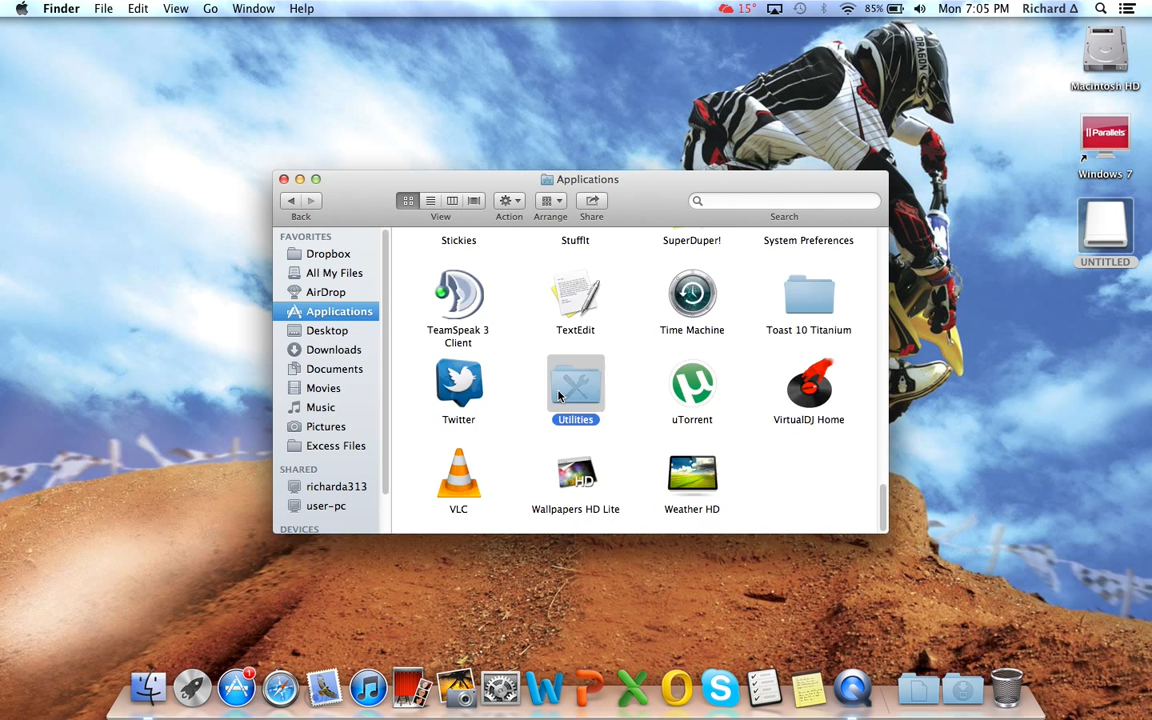 Finder File Edit View Go Window Help 15° 85% Mon 7:05 PM Richard Δ
Macintosh HD
Parallels
Windows 7
UNTITLED
Applications
Back View Action Arrange Share Search
FAVORITES
Dropbox
All My Files
AirDrop
Applications
Desktop
Downloads
Documents
Movies
Music
Pictures
Excess Files
SHARED
richarda313
user-pc
DEVICES
Stickies StuffIt SuperDuper! System Preferences
TeamSpeak 3
Client
TextEdit Time Machine Toast 10 Titanium
Twitter Utilities uTorrent VirtualDJ Home
HD
VLC Wallpapers HD Lite Weather HD
DRAGON
1
W P X O S